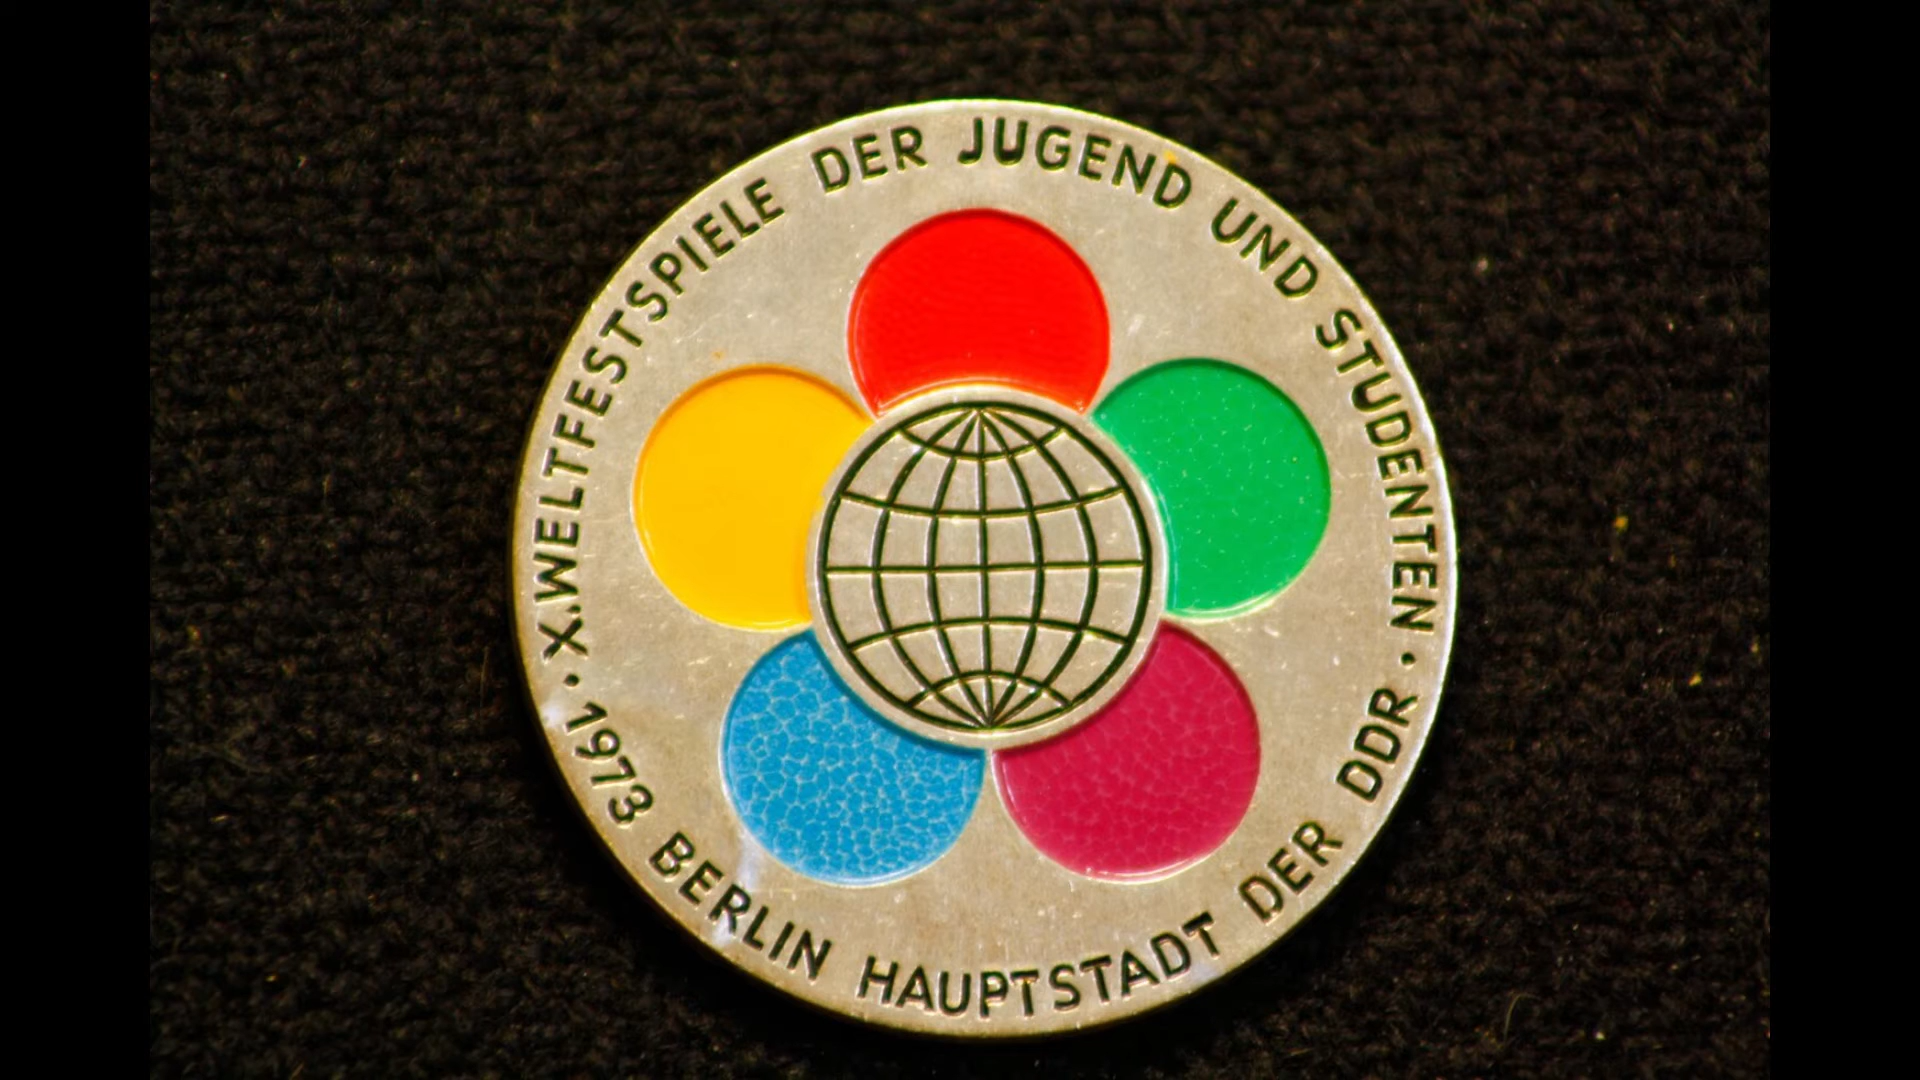 X.WELTFESTSPIELE DER JUGEND UND STUDENTEN
1973 BERLIN HAUPTSTADT DER DDR